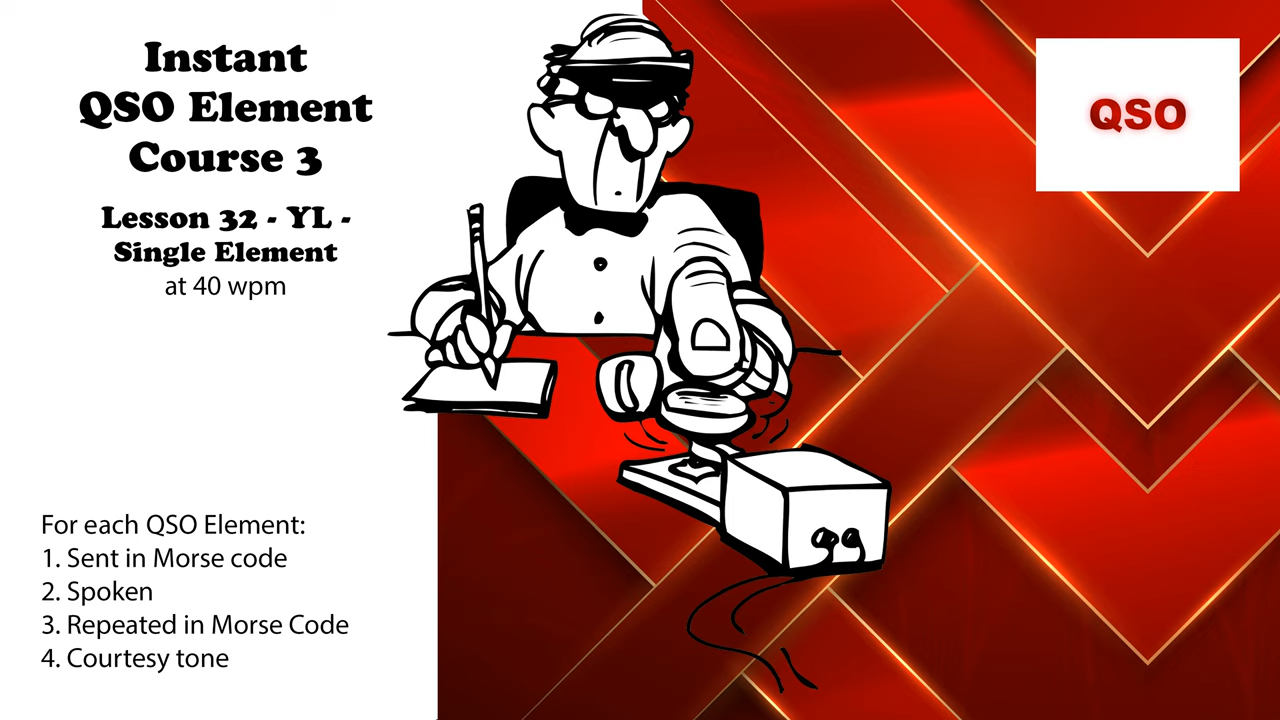 Instant
QSO Element
Course 3
Lesson 32 - YL -
Single Element
at 40 wpm
QSO
For each QSO Element:
1. Sent in Morse code
2. Spoken
3. Repeated in Morse Code
4. Courtesy tone